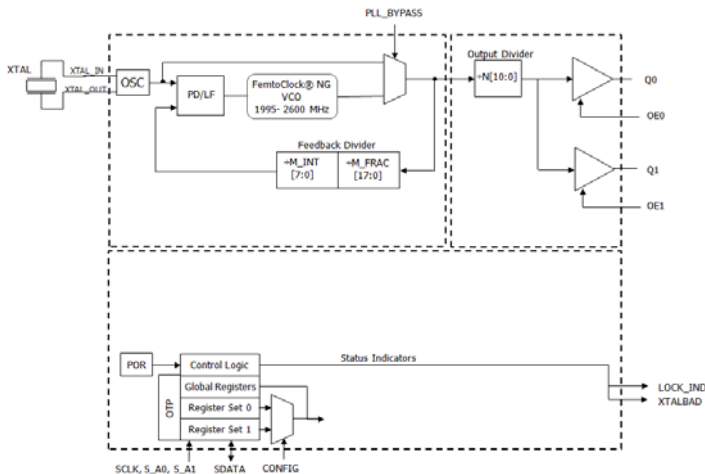 PLL_BYPASS
XTAL
XTAL_IN
XTAL_OUT
OSC
PD/LF
FemtoClock® NG
VCO
1995- 2600 MHz
Output Divider
÷N[10:0]
Q0
OE0
Feedback Divider
÷M_INT
[7:0]
÷M_FRAC
[17:0]
Q1
OE1
POR
Control Logic
Status Indicators
OTP
Global Registers
Register Set 0
Register Set 1
LOCK_IND
XTALBAD
SCLK, S_A0, S_A1
SDATA
CONFIG